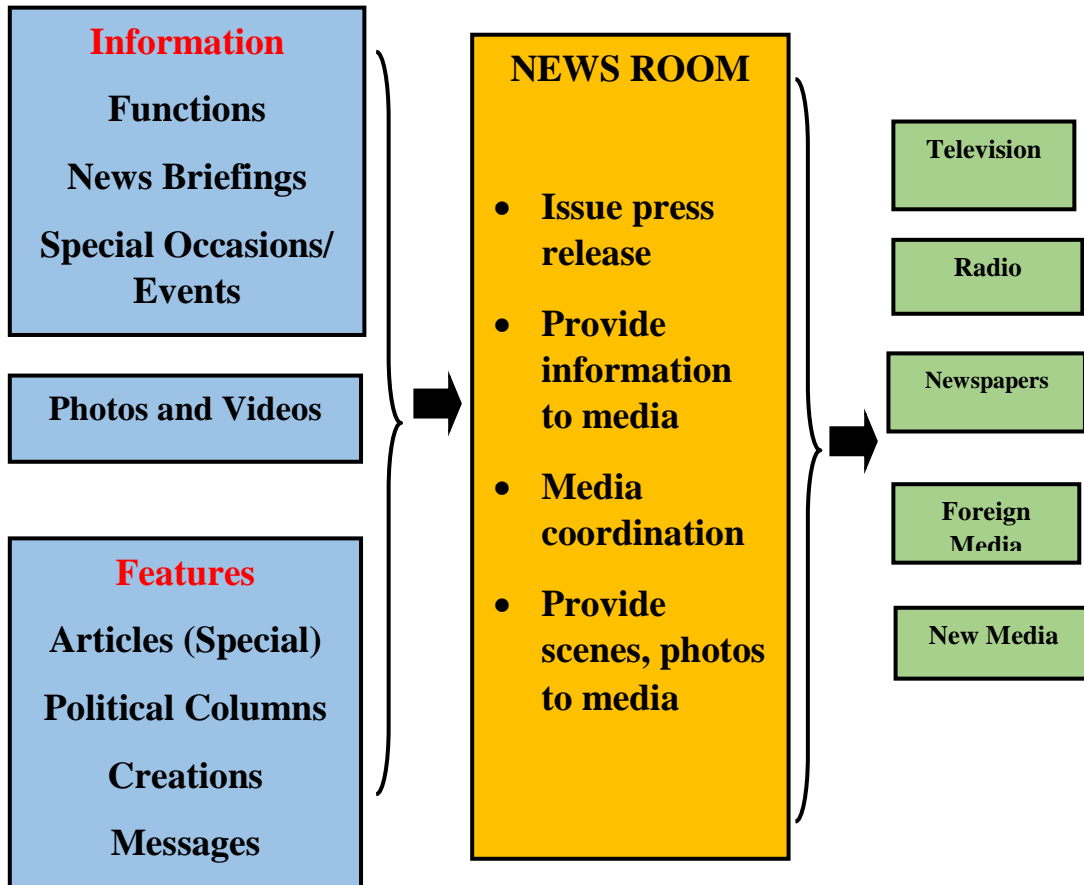 Information
Functions
News Briefings
Special Occasions/
Events
Photos and Videos
Features
Articles (Special)
Political Columns
Creations
Messages
NEWS ROOM
• Issue press
release
• Provide
information
to media
• Media
coordination
• Provide
scenes, photos
to media
Television
Radio
Newspapers
Foreign
Media
New Media